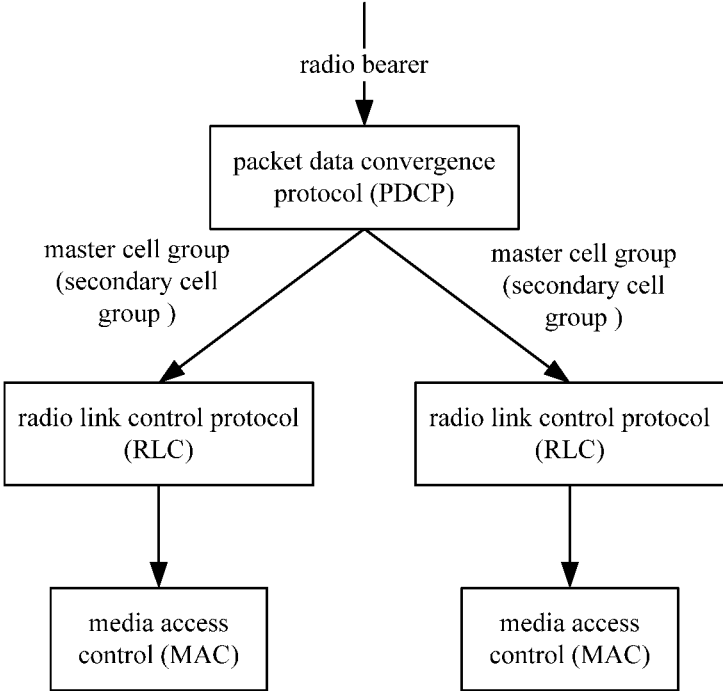 radio bearer
packet data convergence
protocol (PDCP)
master cell group
(secondary cell
group )
master cell group
(secondary cell
group )
radio link control protocol
(RLC)
radio link control protocol
(RLC)
media access
control (MAC)
media access
control (MAC)